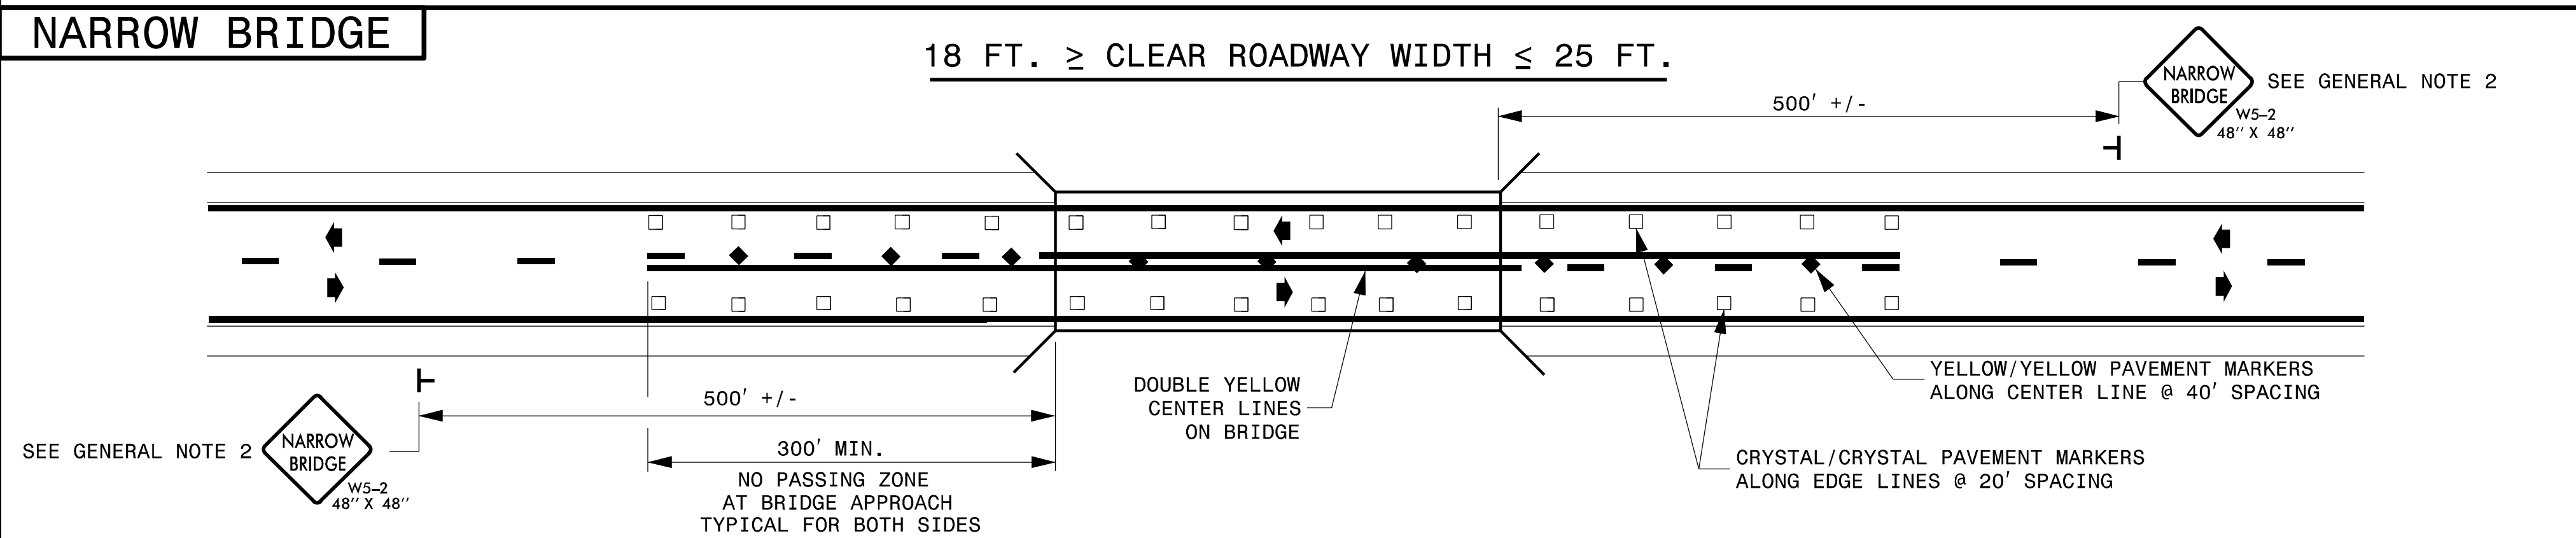 NARROW BRIDGE
18 FT. ≥ CLEAR ROADWAY WIDTH ≤ 25 FT.
500' +/-
NARROW
BRIDGE
SEE GENERAL NOTE 2
W5-2
48" X 48"
YELLOW/YELLOW PAVEMENT MARKERS
ALONG CENTER LINE @ 40' SPACING
DOUBLE YELLOW
CENTER LINES
ON BRIDGE
500' +/-
SEE GENERAL NOTE 2
NARROW
BRIDGE
W5-2
48" X 48"
300' MIN.
NO PASSING ZONE
AT BRIDGE APPROACH
TYPICAL FOR BOTH SIDES
CRYSTAL/CRYSTAL PAVEMENT MARKERS
ALONG EDGE LINES @ 20' SPACING